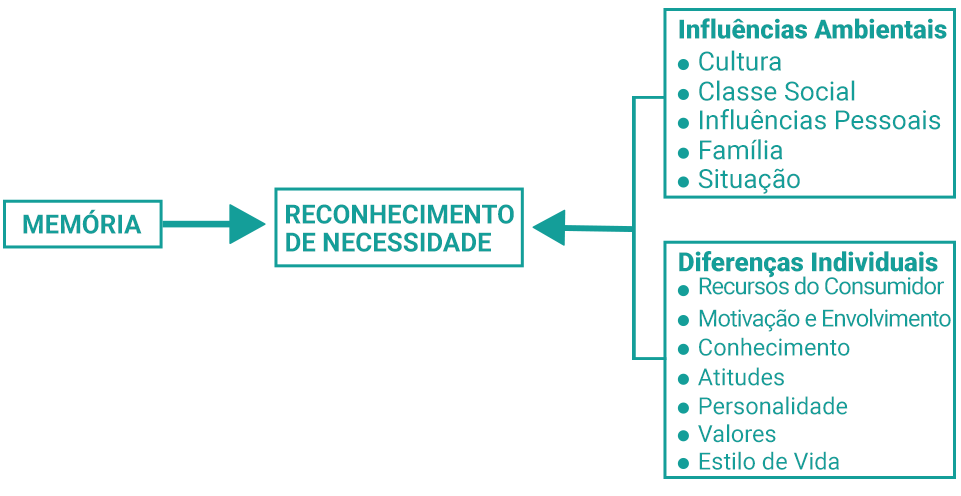 MEMÓRIA
RECONHECIMENTO
DE NECESSIDADE
Influências Ambientais
● Cultura
● Classe Social
● Influências Pessoais
● Família
● Situação
Diferenças Individuais
● Recursos do Consumidor
● Motivação e Envolvimento
● Conhecimento
● Atitudes
● Personalidade
● Valores
● Estilo de Vida